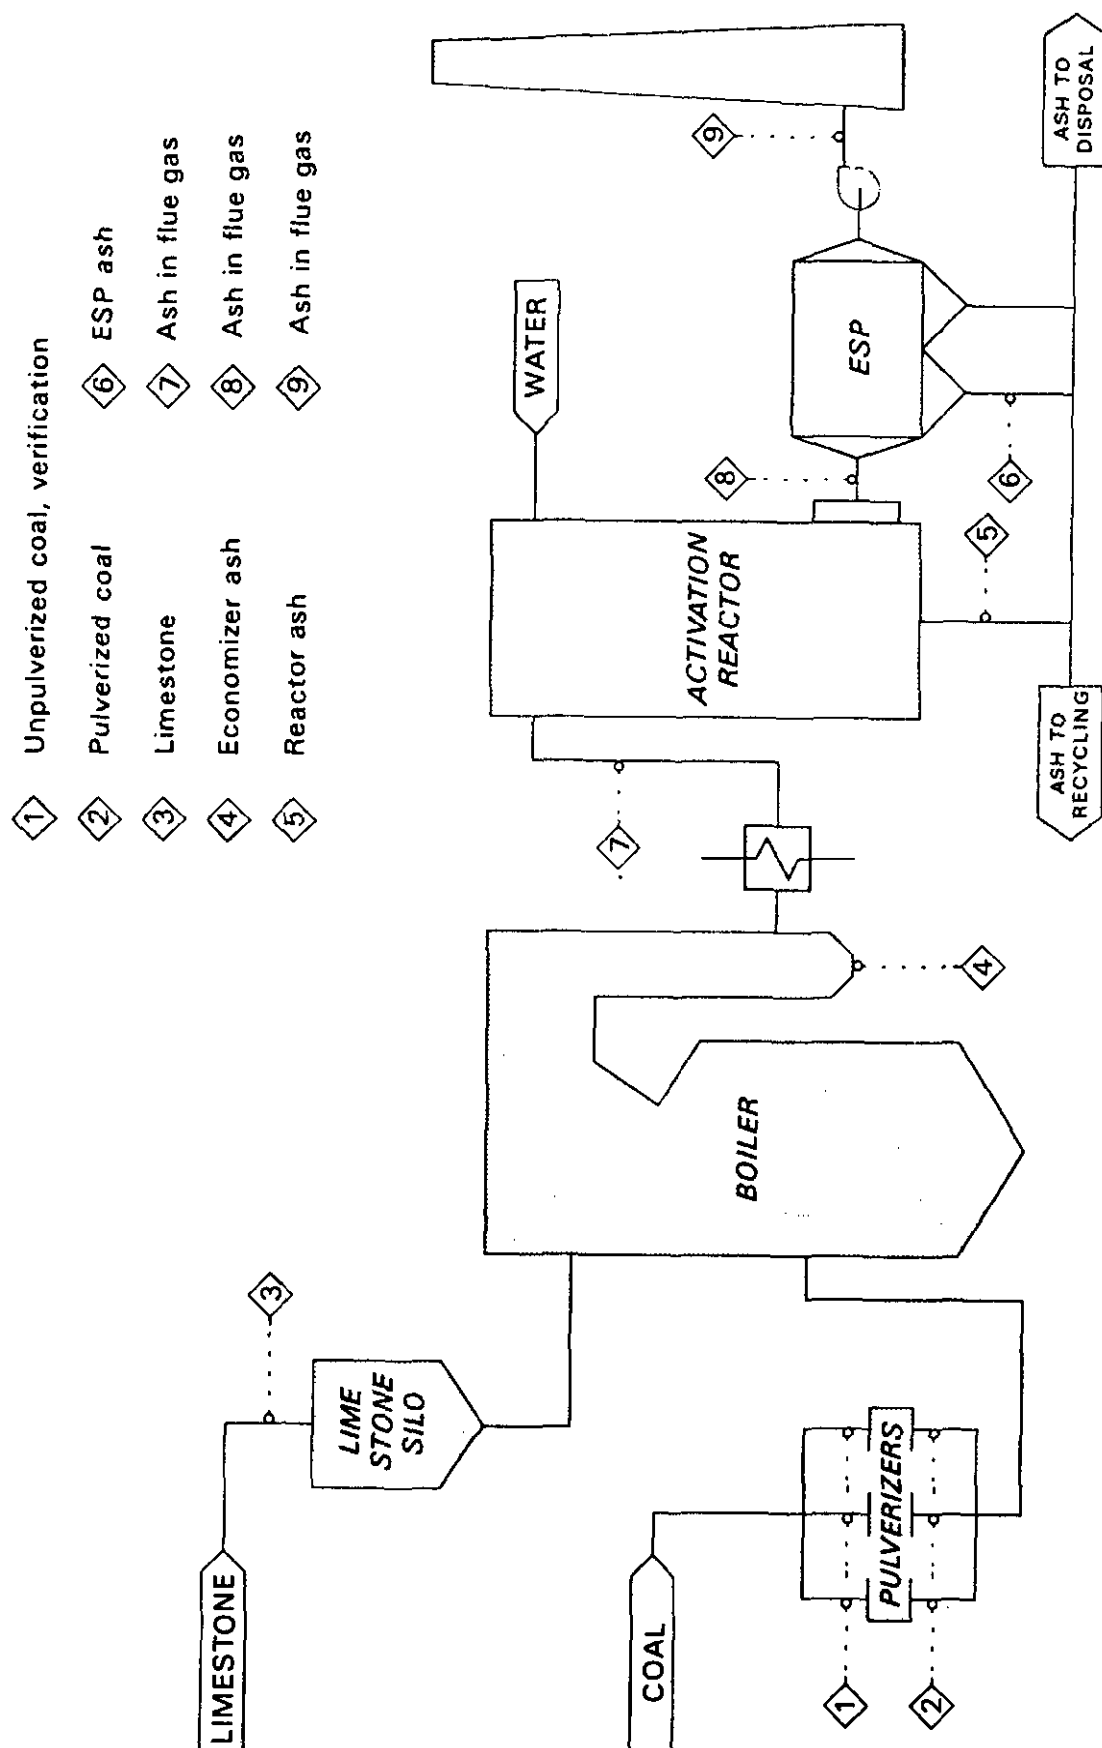 1 Unpulverized coal, verification
2 Pulverized coal
3 Limestone
4 Economizer ash
5 Reactor ash
6 ESP ash
7 Ash in flue gas
8 Ash in flue gas
9 Ash in flue gas
LIMESTONE
3
LIME
STONE
SILO
COAL
1
PULVERIZERS
2
BOILER
4
7
ACTIVATION
REACTOR
WATER
8
ESP
9
5
6
ASH TO
RECYCLING
ASH TO
DISPOSAL